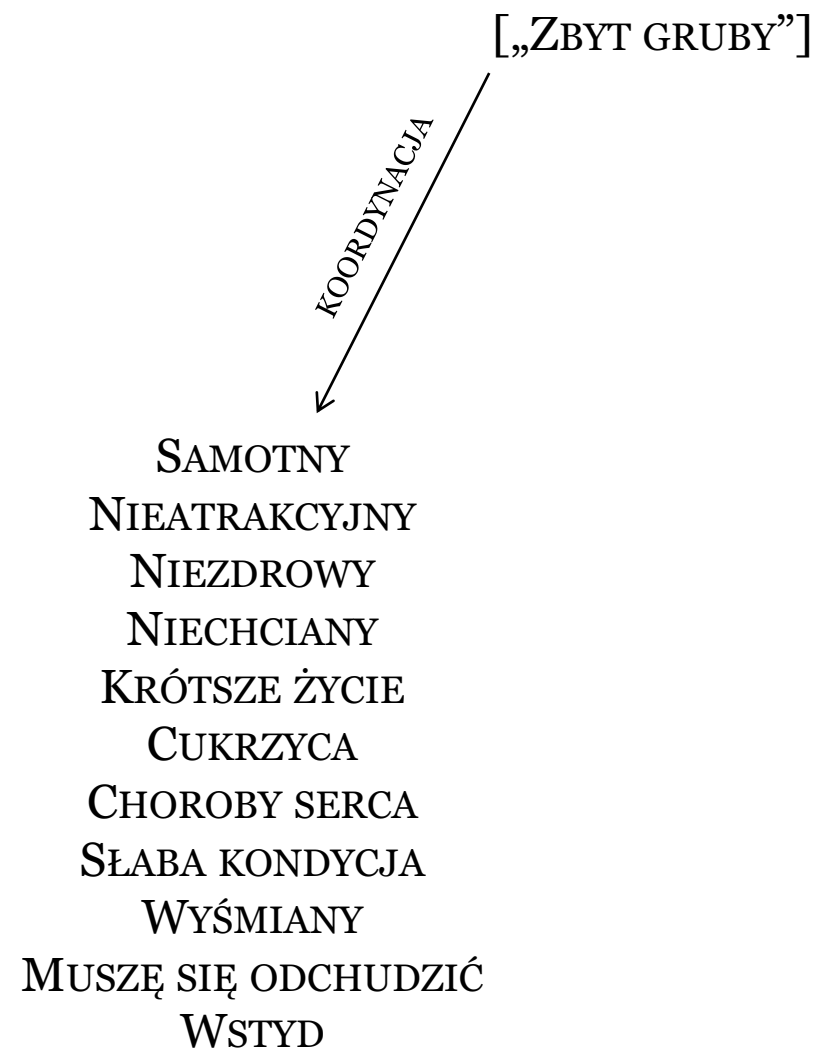 [„Zbyt gruby”]
koordynacja
Samotny
Nieatrakcyjny
Niezdrowy
Niechciany
Krótsze życie
Cukrzyca
Choroby serca
Słaba kondycja
Wyśmiany
Muszę się odchudzić
Wstyd